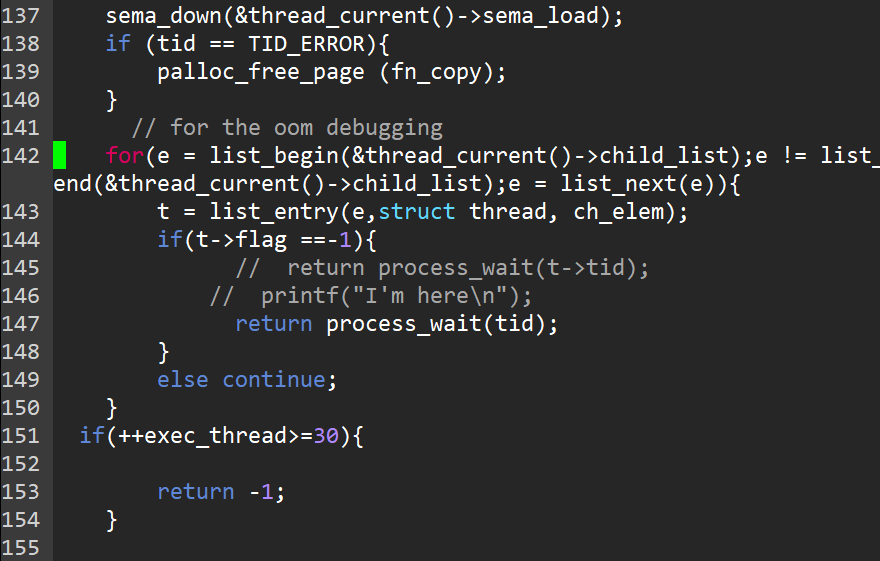 137     sema_down(&thread_current()->sema_load);
138     if (tid == TID_ERROR){
139         palloc_free_page (fn_copy);
140     }
141       // for the oom debugging
142     for(e = list_begin(&thread_current()->child_list);e != list_
end(&thread_current()->child_list);e = list_next(e)){
143         t = list_entry(e,struct thread, ch_elem);
144         if(t->flag ==-1){
145               //  return process_wait(t->tid);
146             //  printf("I'm here\n");
147               return process_wait(tid);
148         }
149         else continue;
150     }
151   if(++exec_thread>=30){
152
153         return -1;
154     }
155